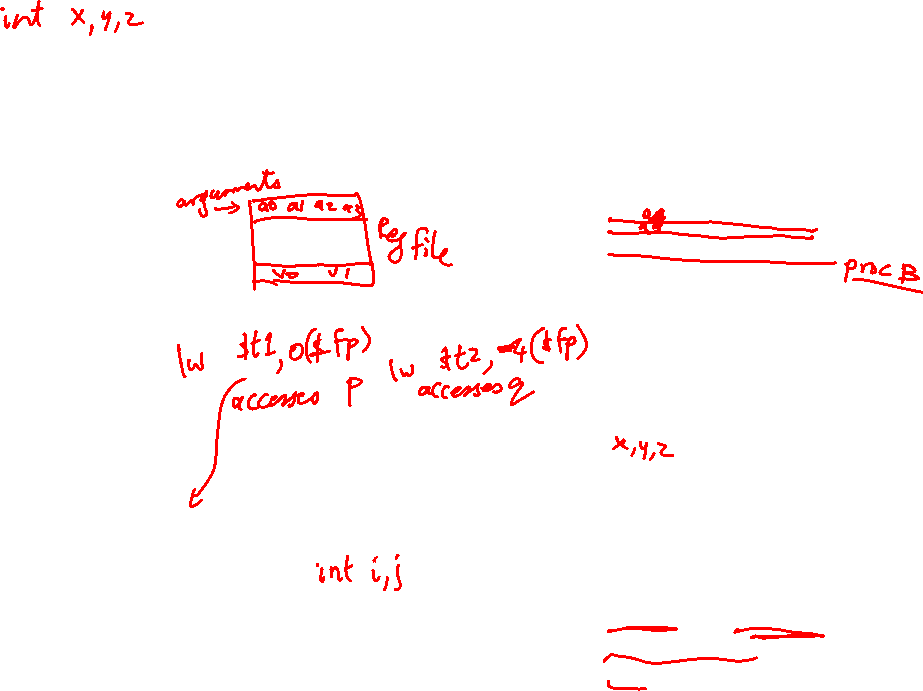 int x,y,z
arguments
a0 a1 a2 a3
Reg file
v0 v1
proc B
lw $t1, 0($fp)
accesses p
lw $t2, -4($fp)
accesses q
x,y,z
int i,j